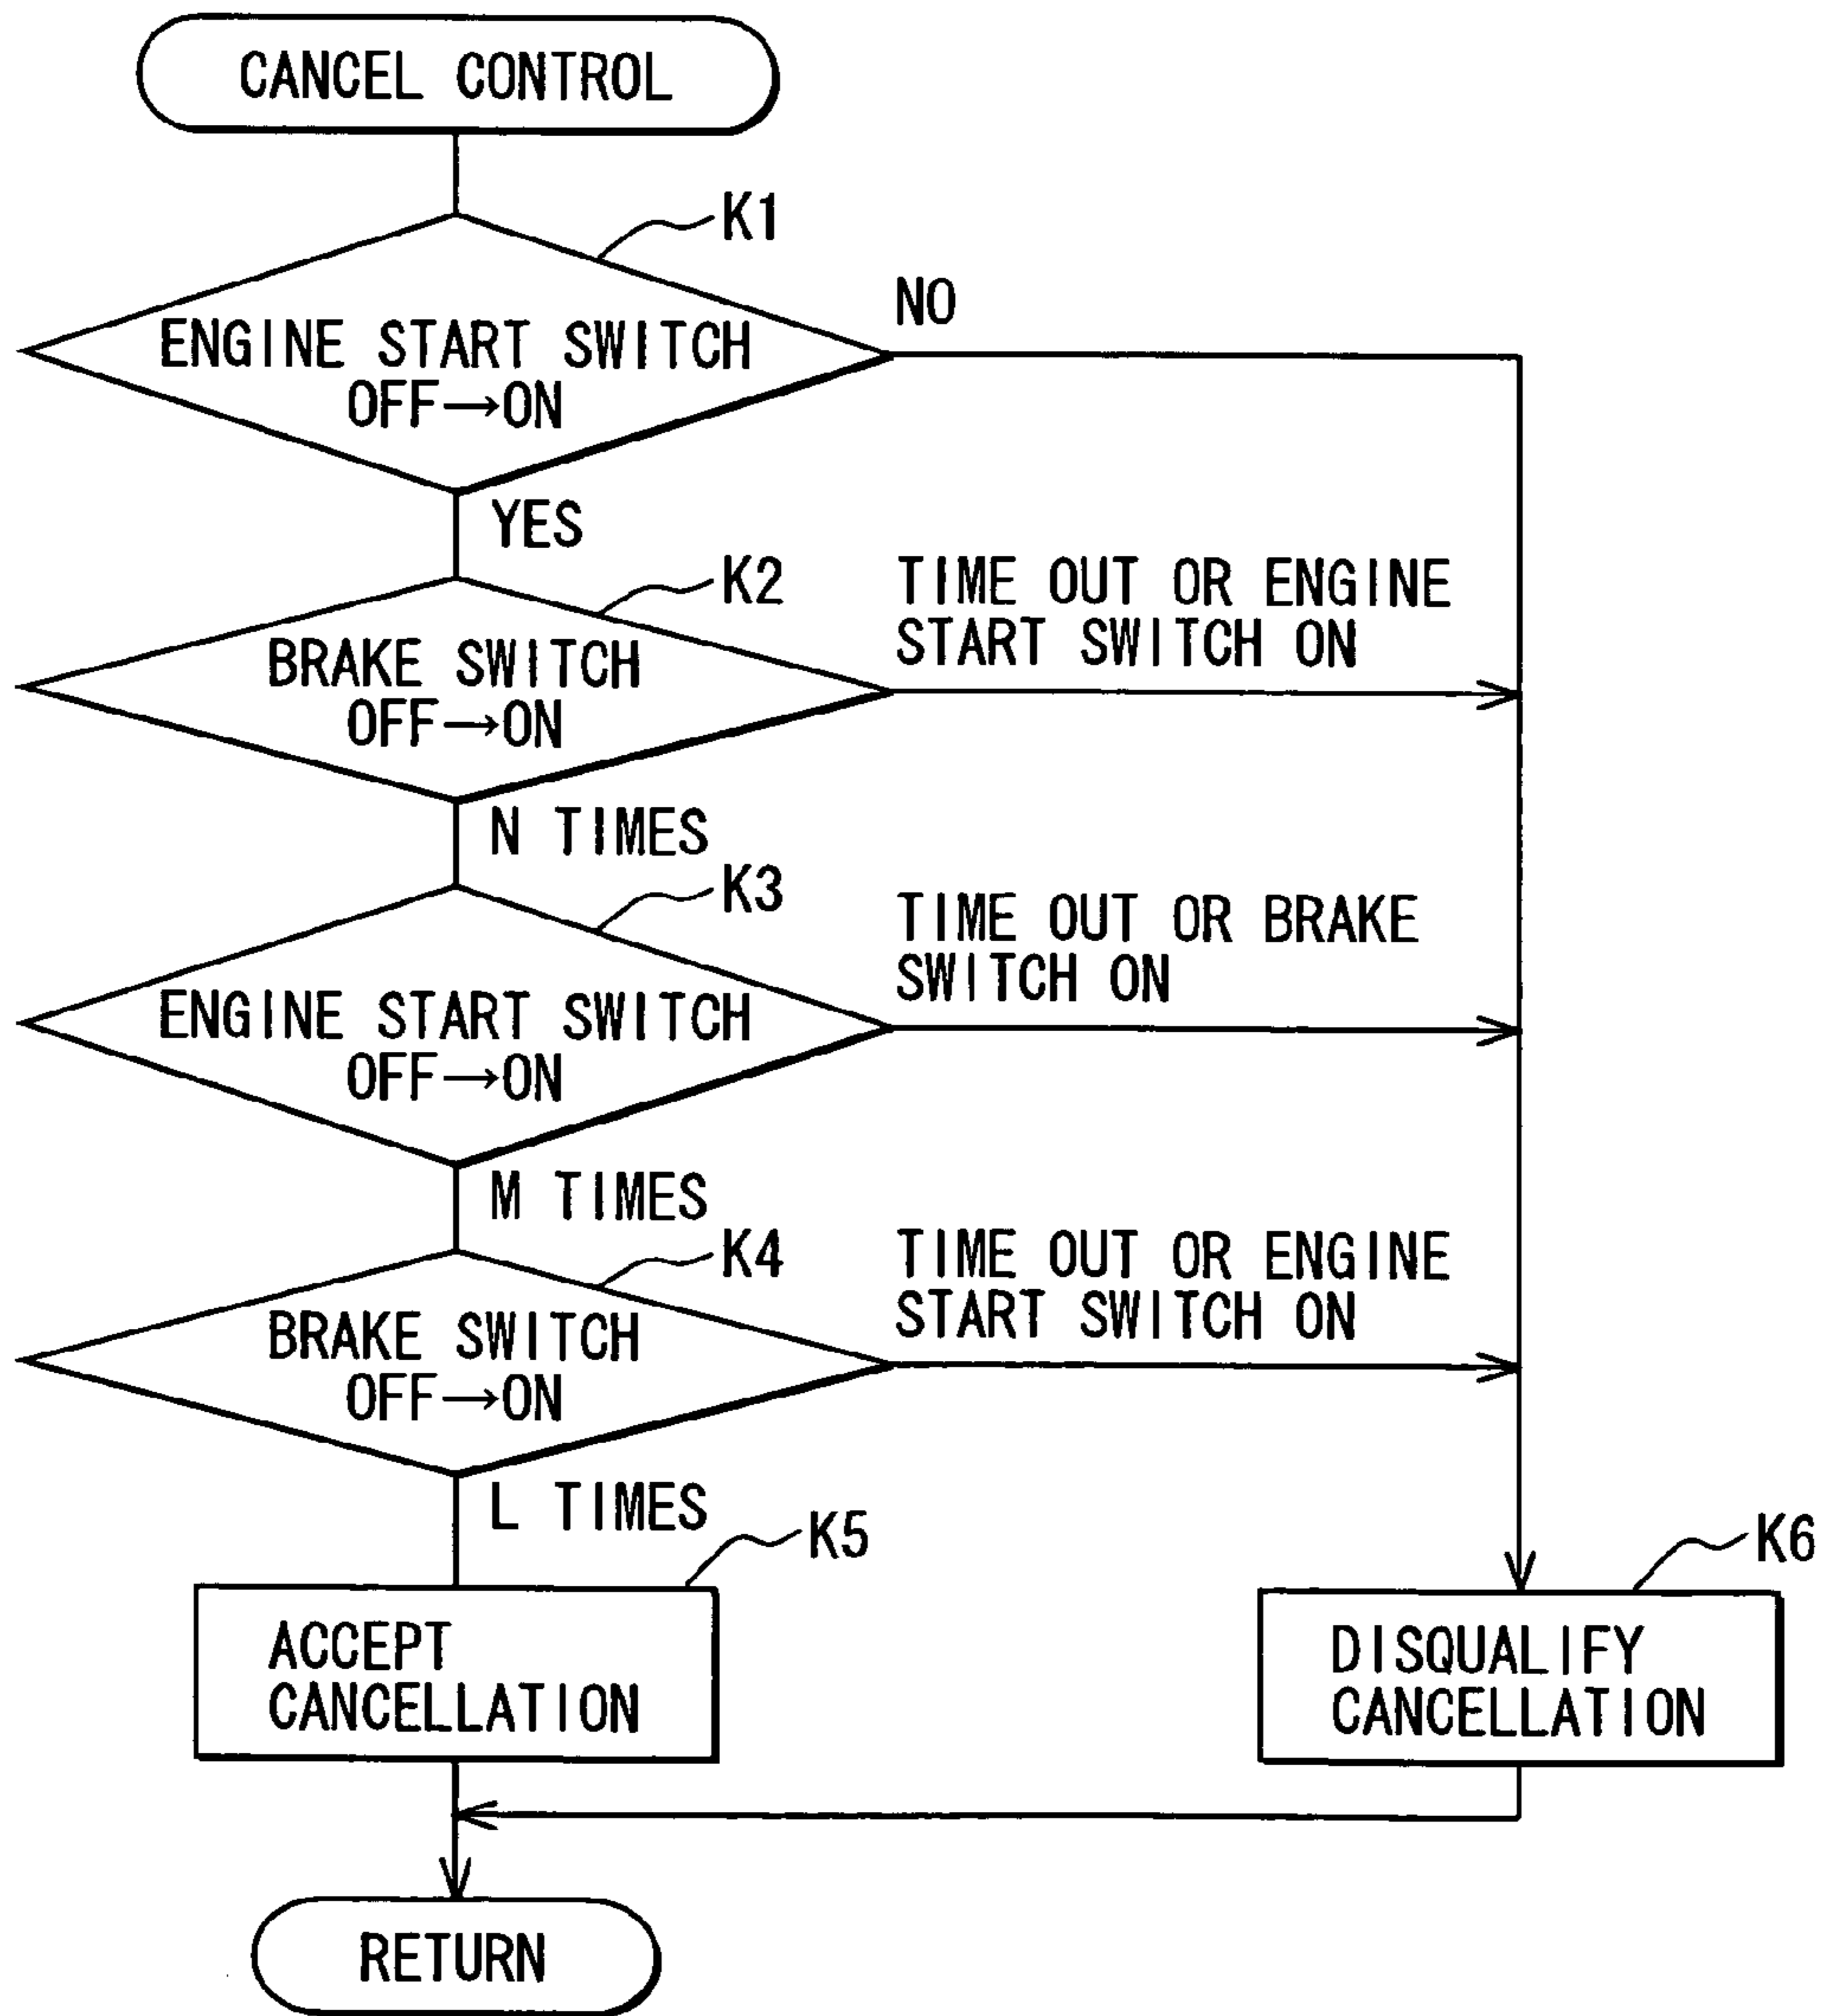 CANCEL CONTROL
K1
NO
ENGINE START SWITCH
OFF→ON
YES
K2
TIME OUT OR ENGINE
START SWITCH ON
BRAKE SWITCH
OFF→ON
N TIMES
K3
TIME OUT OR BRAKE
SWITCH ON
ENGINE START SWITCH
OFF→ON
M TIMES
K4
TIME OUT OR ENGINE
START SWITCH ON
BRAKE SWITCH
OFF→ON
L TIMES
K5
K6
ACCEPT
CANCELLATION
DISQUALIFY
CANCELLATION
RETURN